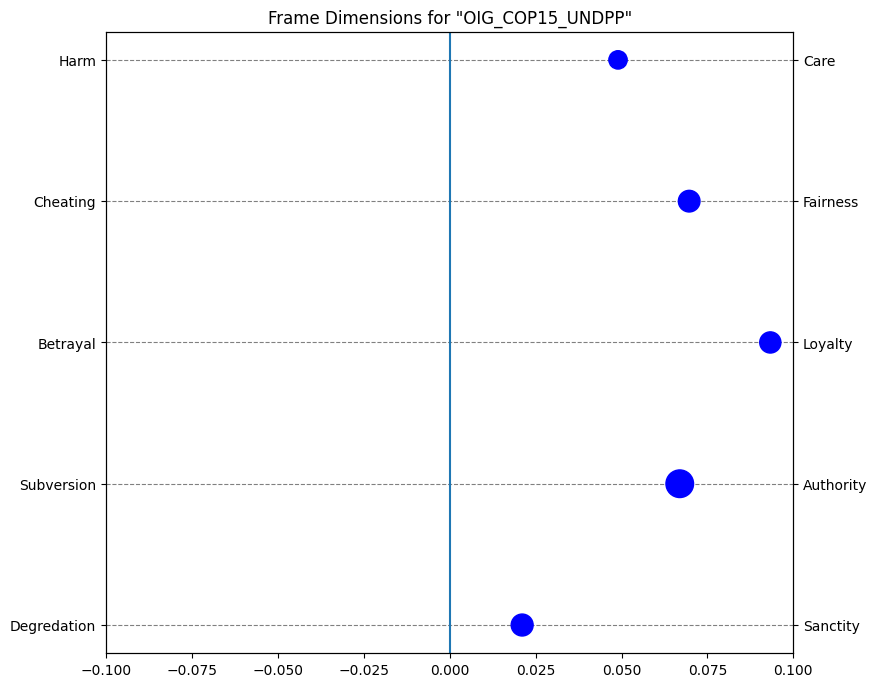 Frame Dimensions for "OIG_COP15_UNDPP"
Harm
Care
Cheating
Fairness
Betrayal
Loyalty
Subversion
Authority
Degredation
Sanctity
−0.100 −0.075 −0.050 −0.025 0.000 0.025 0.050 0.075 0.100